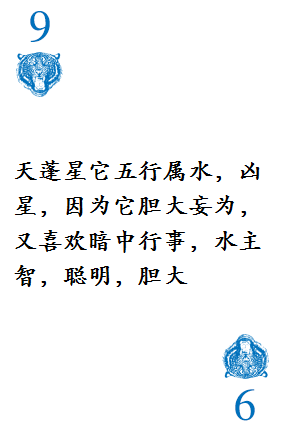 9
天蓬星它五行属水，凶
星，因为它胆大妄为，
又喜欢暗中行事，水主
智，聪明，胆大
9